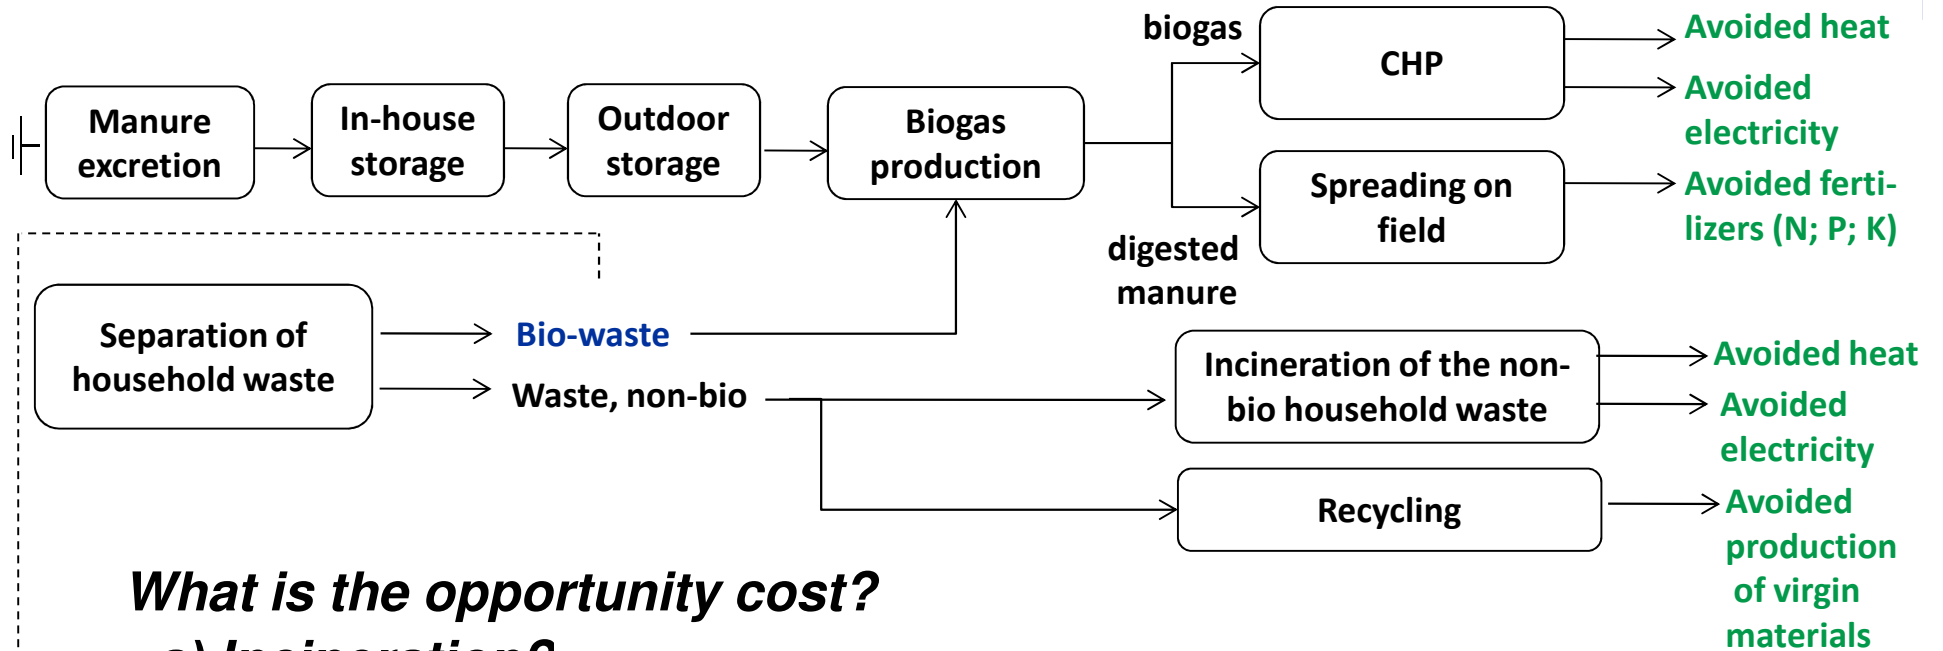 Manure
excretion
In-house
storage
Outdoor
storage
Biogas
production
biogas
CHP
Avoided heat
Avoided
electricity
digested
manure
Spreading on
field
Avoided ferti-
lizers (N; P; K)
Separation of
household waste
Bio-waste
Waste, non-bio
Incineration of the non-
bio household waste
Avoided heat
Avoided
electricity
Recycling
Avoided
production
of virgin
materials
What is the opportunity cost?
a) Incineration?